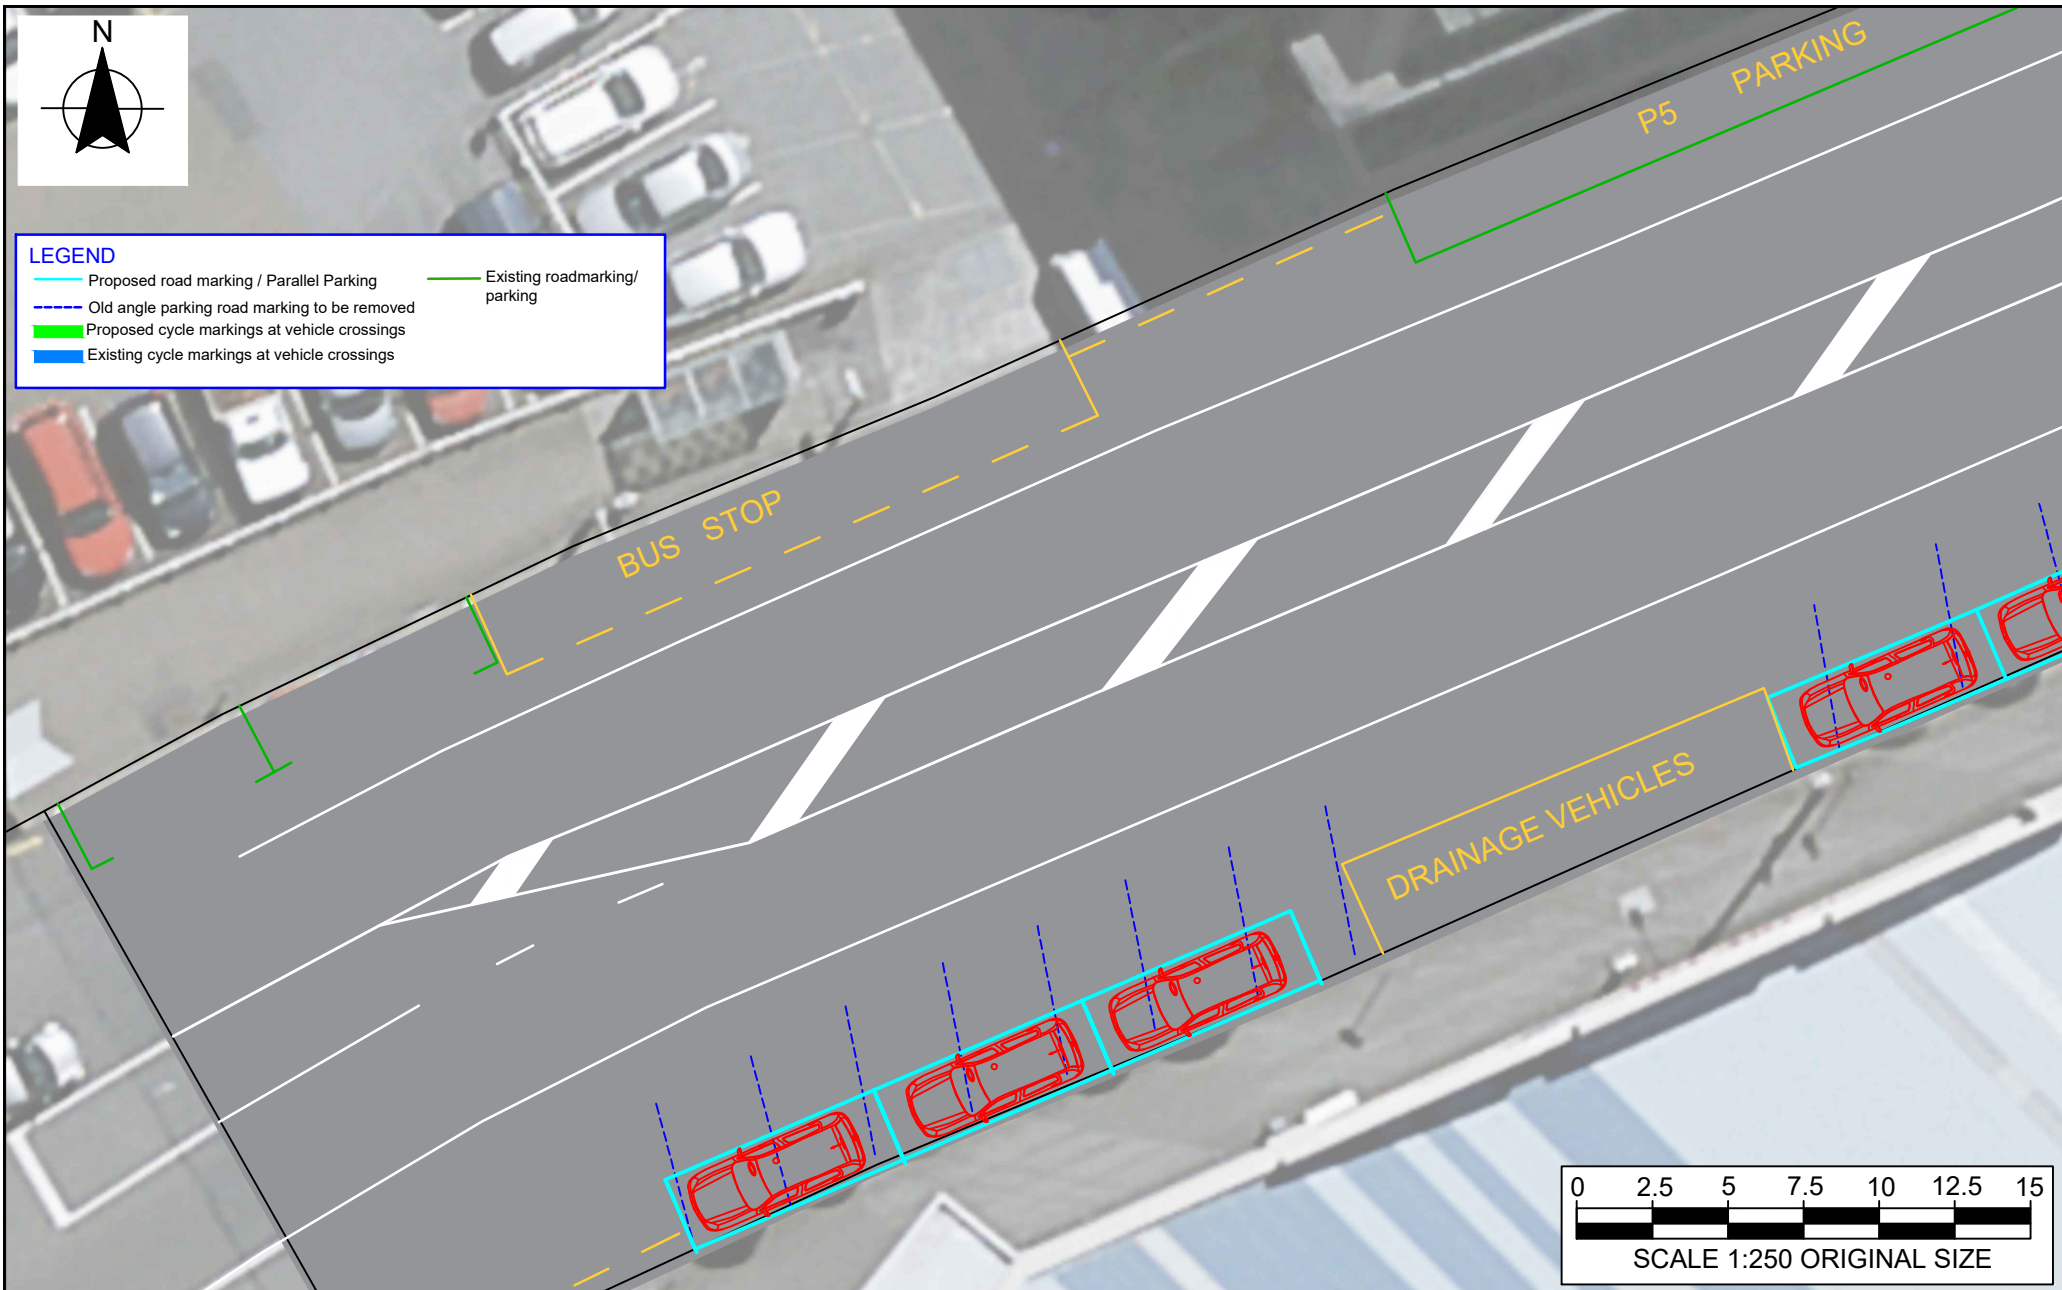 N
PARKING
P5
LEGEND
Proposed road marking / Parallel Parking
Old angle parking road marking to be removed
Proposed cycle markings at vehicle crossings
Existing cycle markings at vehicle crossings
Existing roadmarking/
parking
BUS STOP
DRAINAGE VEHICLES
0 2.5 5 7.5 10 12.5 15
SCALE 1:250 ORIGINAL SIZE